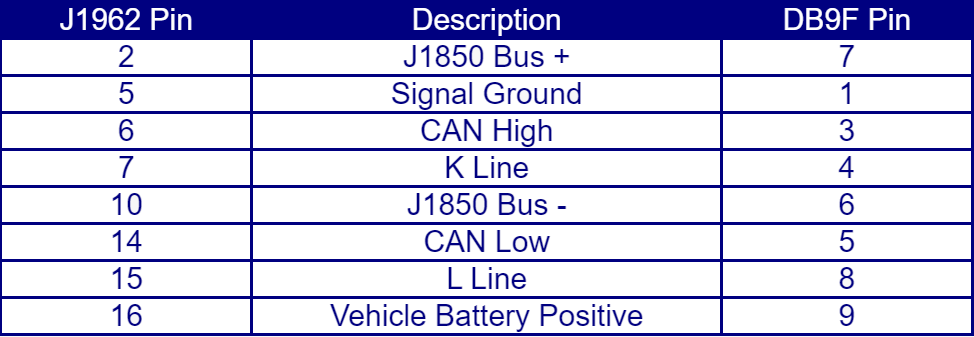 J1962 Pin Description DB9F Pin
2 J1850 Bus + 7
5 Signal Ground 1
6 CAN High 3
7 K Line 4
10 J1850 Bus - 6
14 CAN Low 5
15 L Line 8
16 Vehicle Battery Positive 9